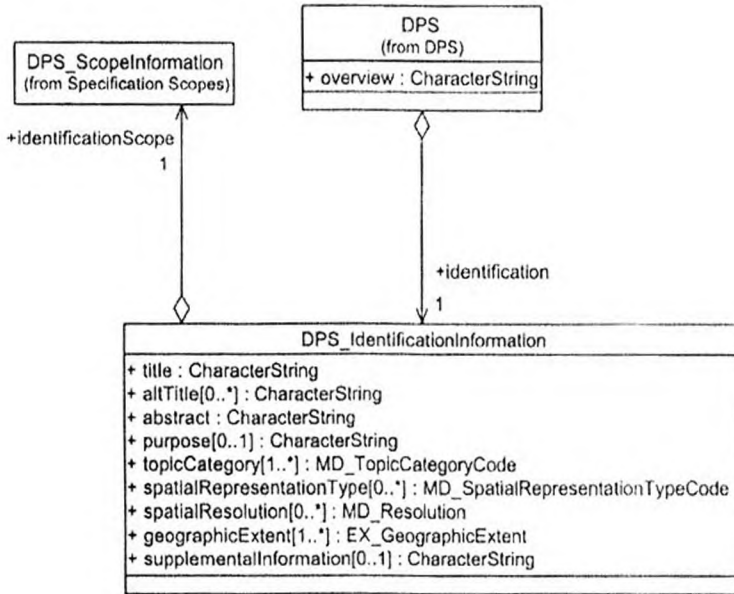 DPS_ScopeInformation
(from Specification Scopes)
DPS
(from DPS)
+ overview : CharacterString
+identificationScope
1
+identification
1
DPS_IdentificationInformation
+ title : CharacterString
+ altTitle[0..*] : CharacterString
+ abstract : CharacterString
+ purpose[0..1] : CharacterString
+ topicCategory[1..*] : MD_TopicCategoryCode
+ spatialRepresentationType[0..*] : MD_SpatialRepresentationTypeCode
+ spatialResolution[0..*] : MD_Resolution
+ geographicExtent[1..*] : EX_GeographicExtent
+ supplementalInformation[0..1] : CharacterString